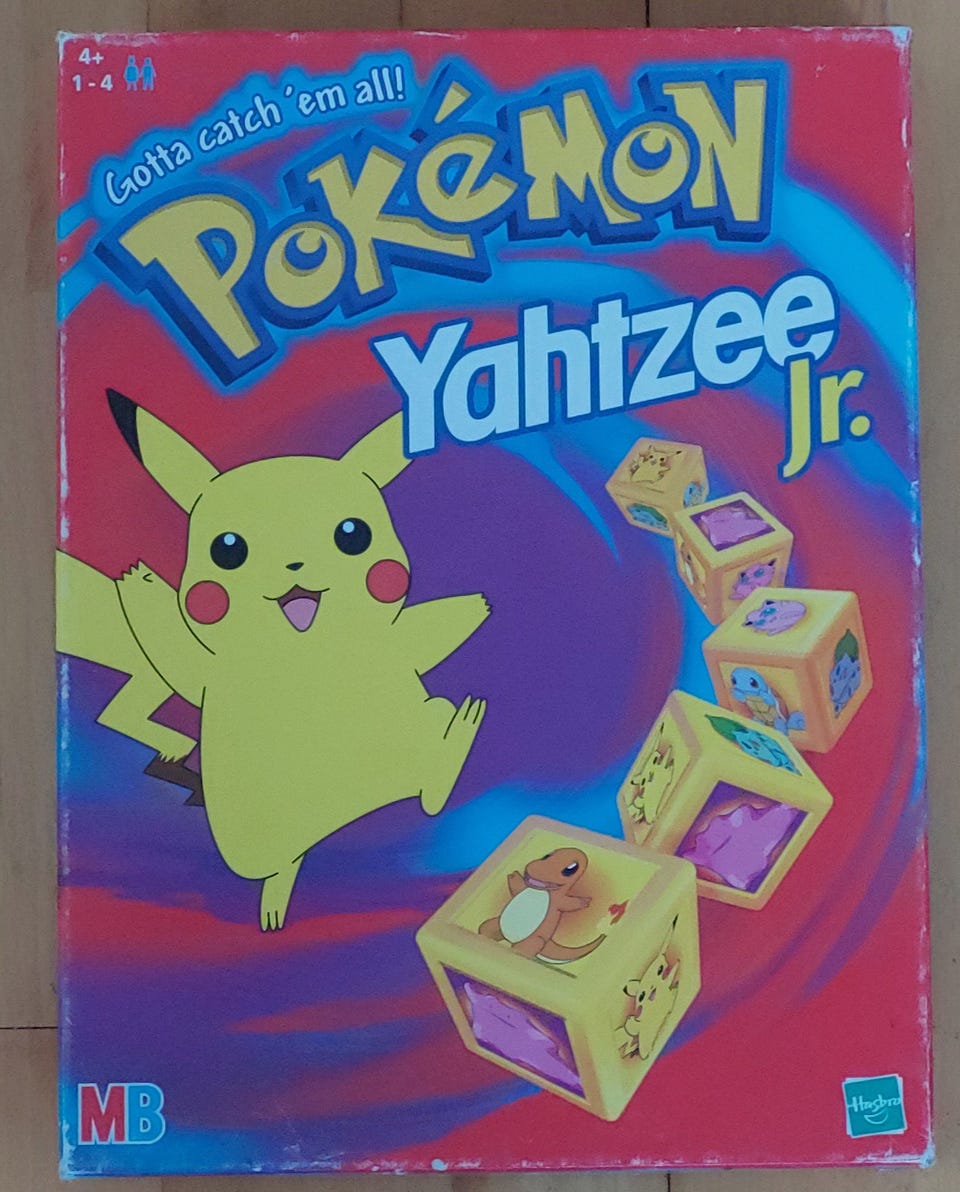 4+
1 - 4
Gotta catch 'em all!
POKéMON
Yahtzee
Jr.
MB
Hasbro